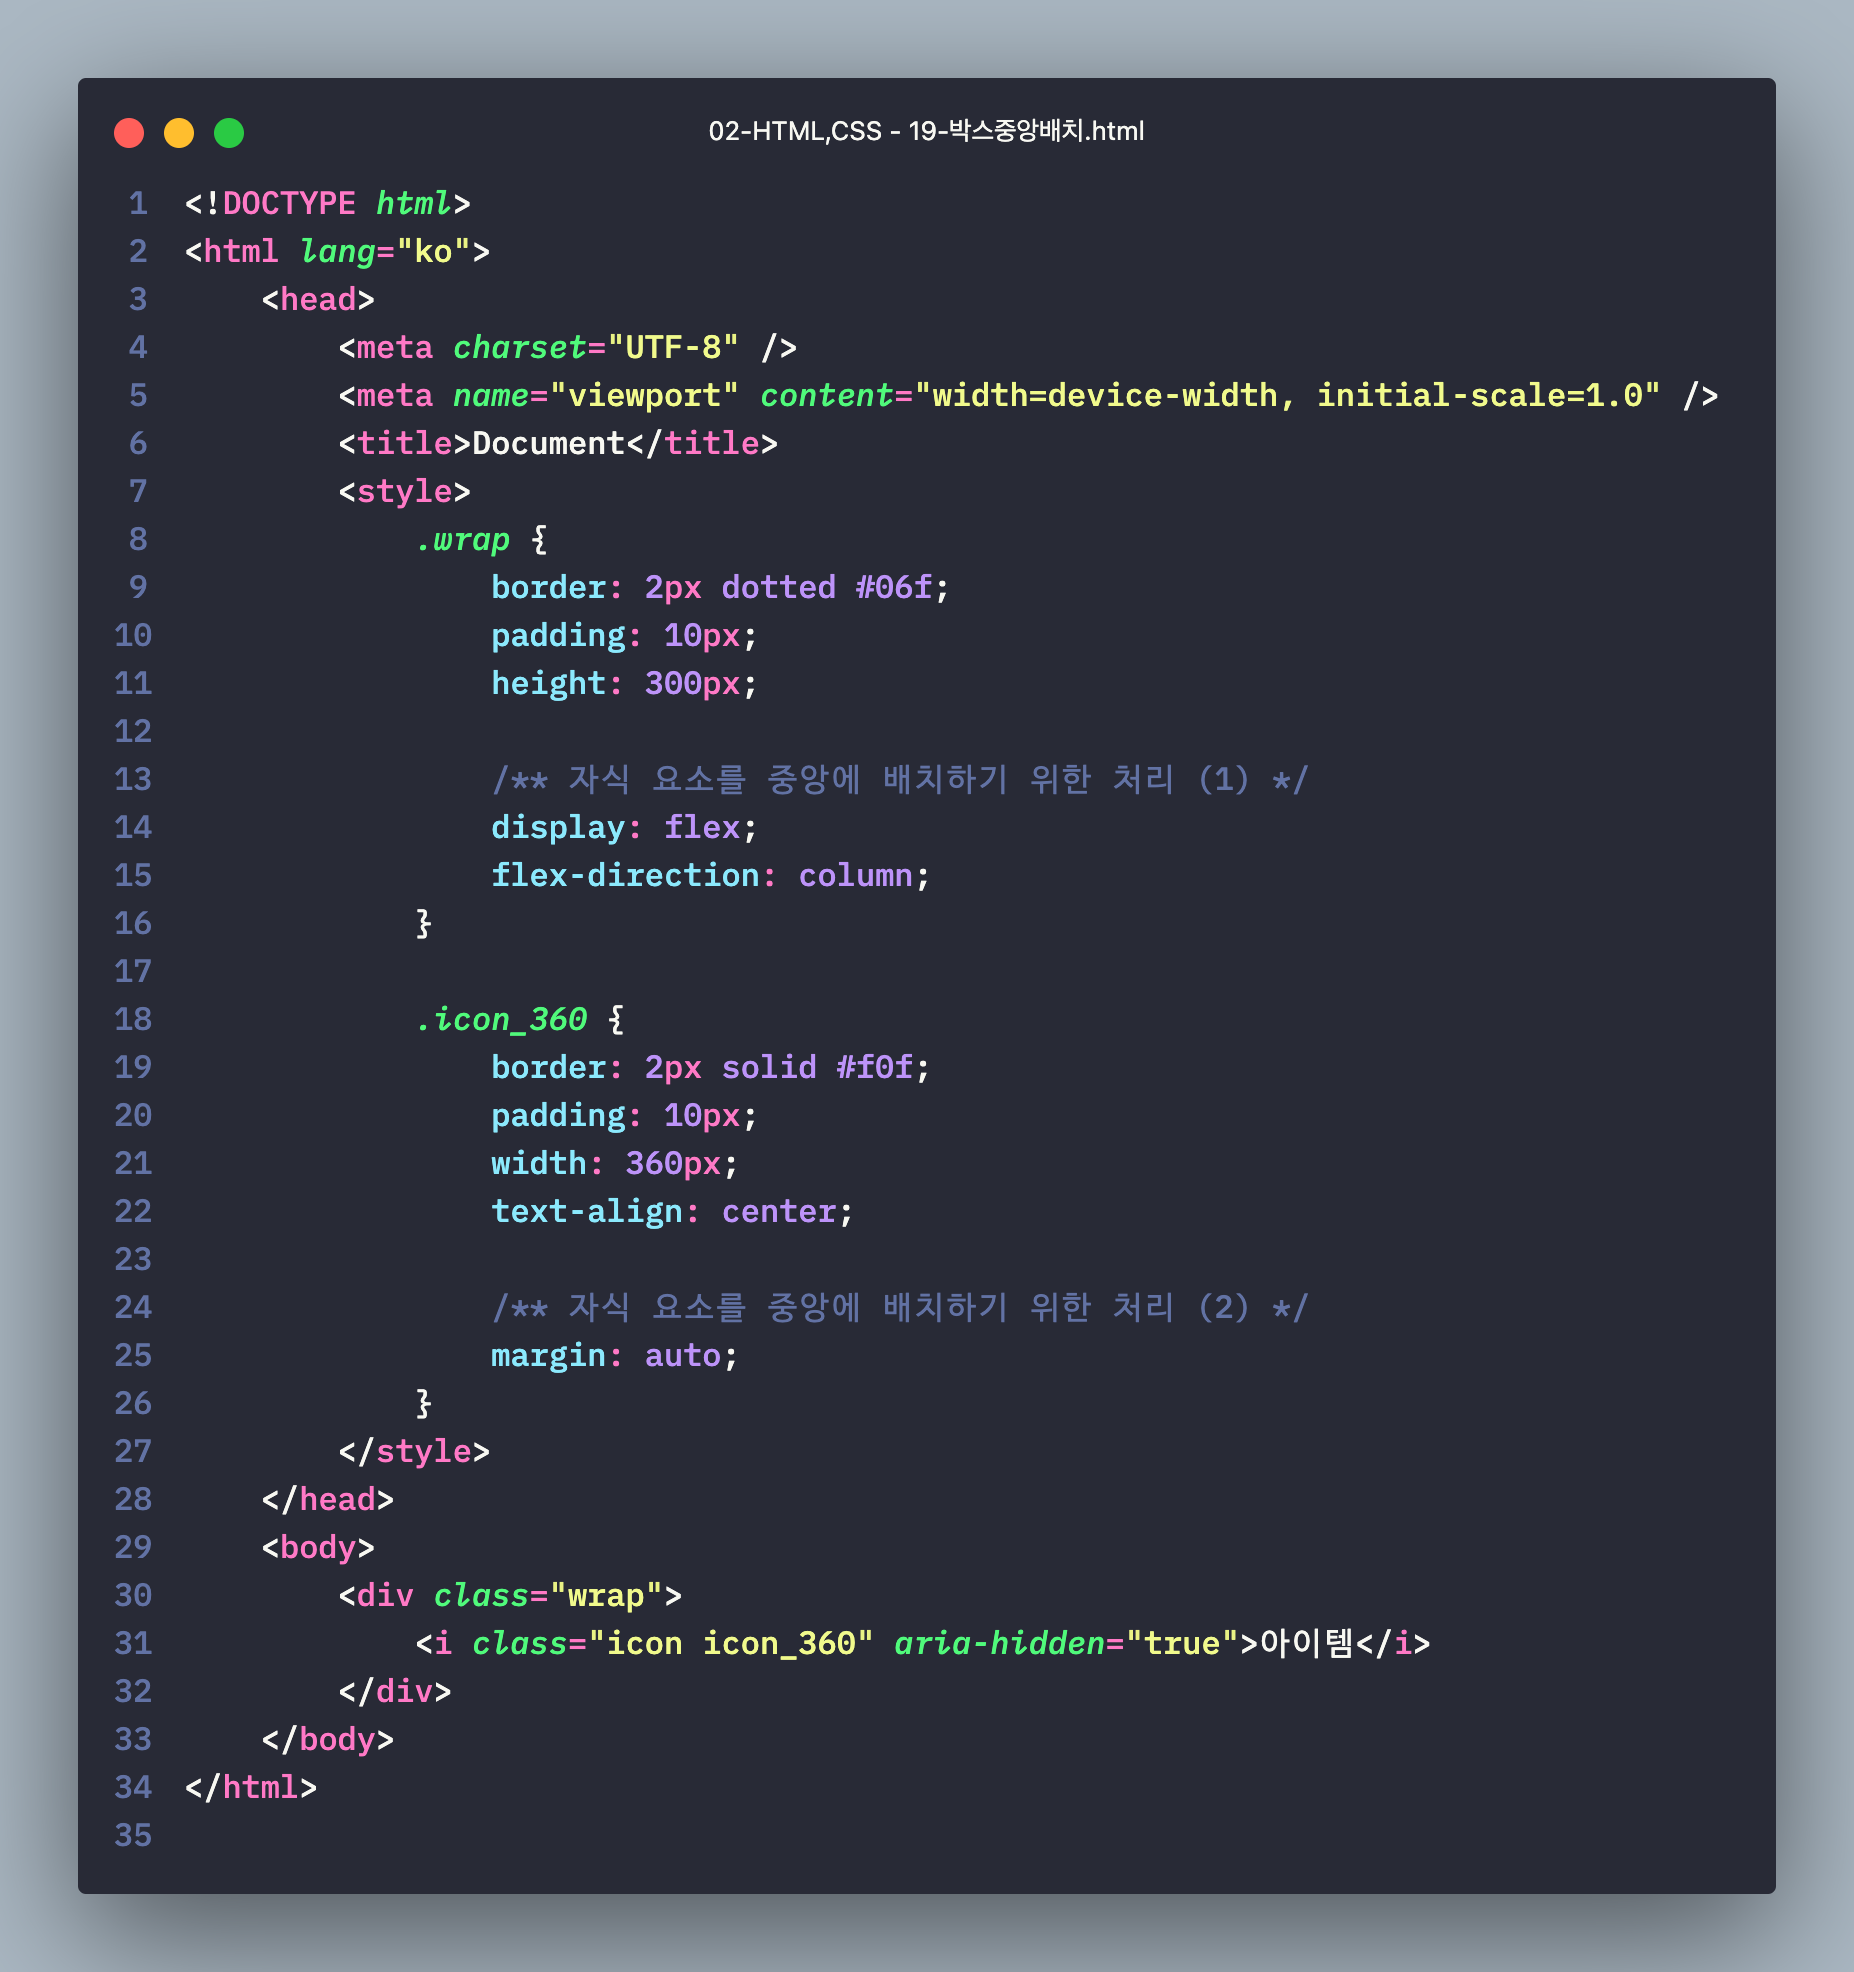 02-HTML,CSS - 19-박스중앙배치.html
1 <!DOCTYPE html>
2 <html lang="ko">
3     <head>
4         <meta charset="UTF-8" />
5         <meta name="viewport" content="width=device-width, initial-scale=1.0" />
6         <title>Document</title>
7         <style>
8             .wrap {
9                 border: 2px dotted #06f;
10                 padding: 10px;
11                 height: 300px;
12
13                 /** 자식 요소를 중앙에 배치하기 위한 처리 (1) */
14                 display: flex;
15                 flex-direction: column;
16             }
17
18             .icon_360 {
19                 border: 2px solid #f0f;
20                 padding: 10px;
21                 width: 360px;
22                 text-align: center;
23
24                 /** 자식 요소를 중앙에 배치하기 위한 처리 (2) */
25                 margin: auto;
26             }
27         </style>
28     </head>
29     <body>
30         <div class="wrap">
31             <i class="icon icon_360" aria-hidden="true">아이템</i>
32         </div>
33     </body>
34 </html>
35